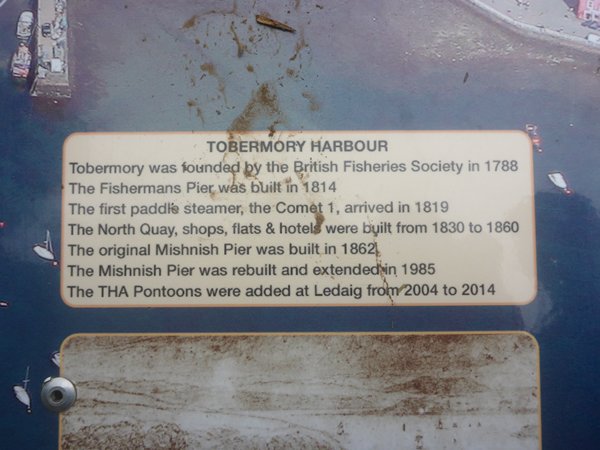 TOBERMORY HARBOUR
Tobermory was founded by the British Fisheries Society in 1788
The Fishermans Pier was built in 1814
The first paddle steamer, the Comet 1, arrived in 1819
The North Quay, shops, flats & hotels were built from 1830 to 1860
The original Mishnish Pier was built in 1862
The Mishnish Pier was rebuilt and extended in 1985
The THA Pontoons were added at Ledaig from 2004 to 2014